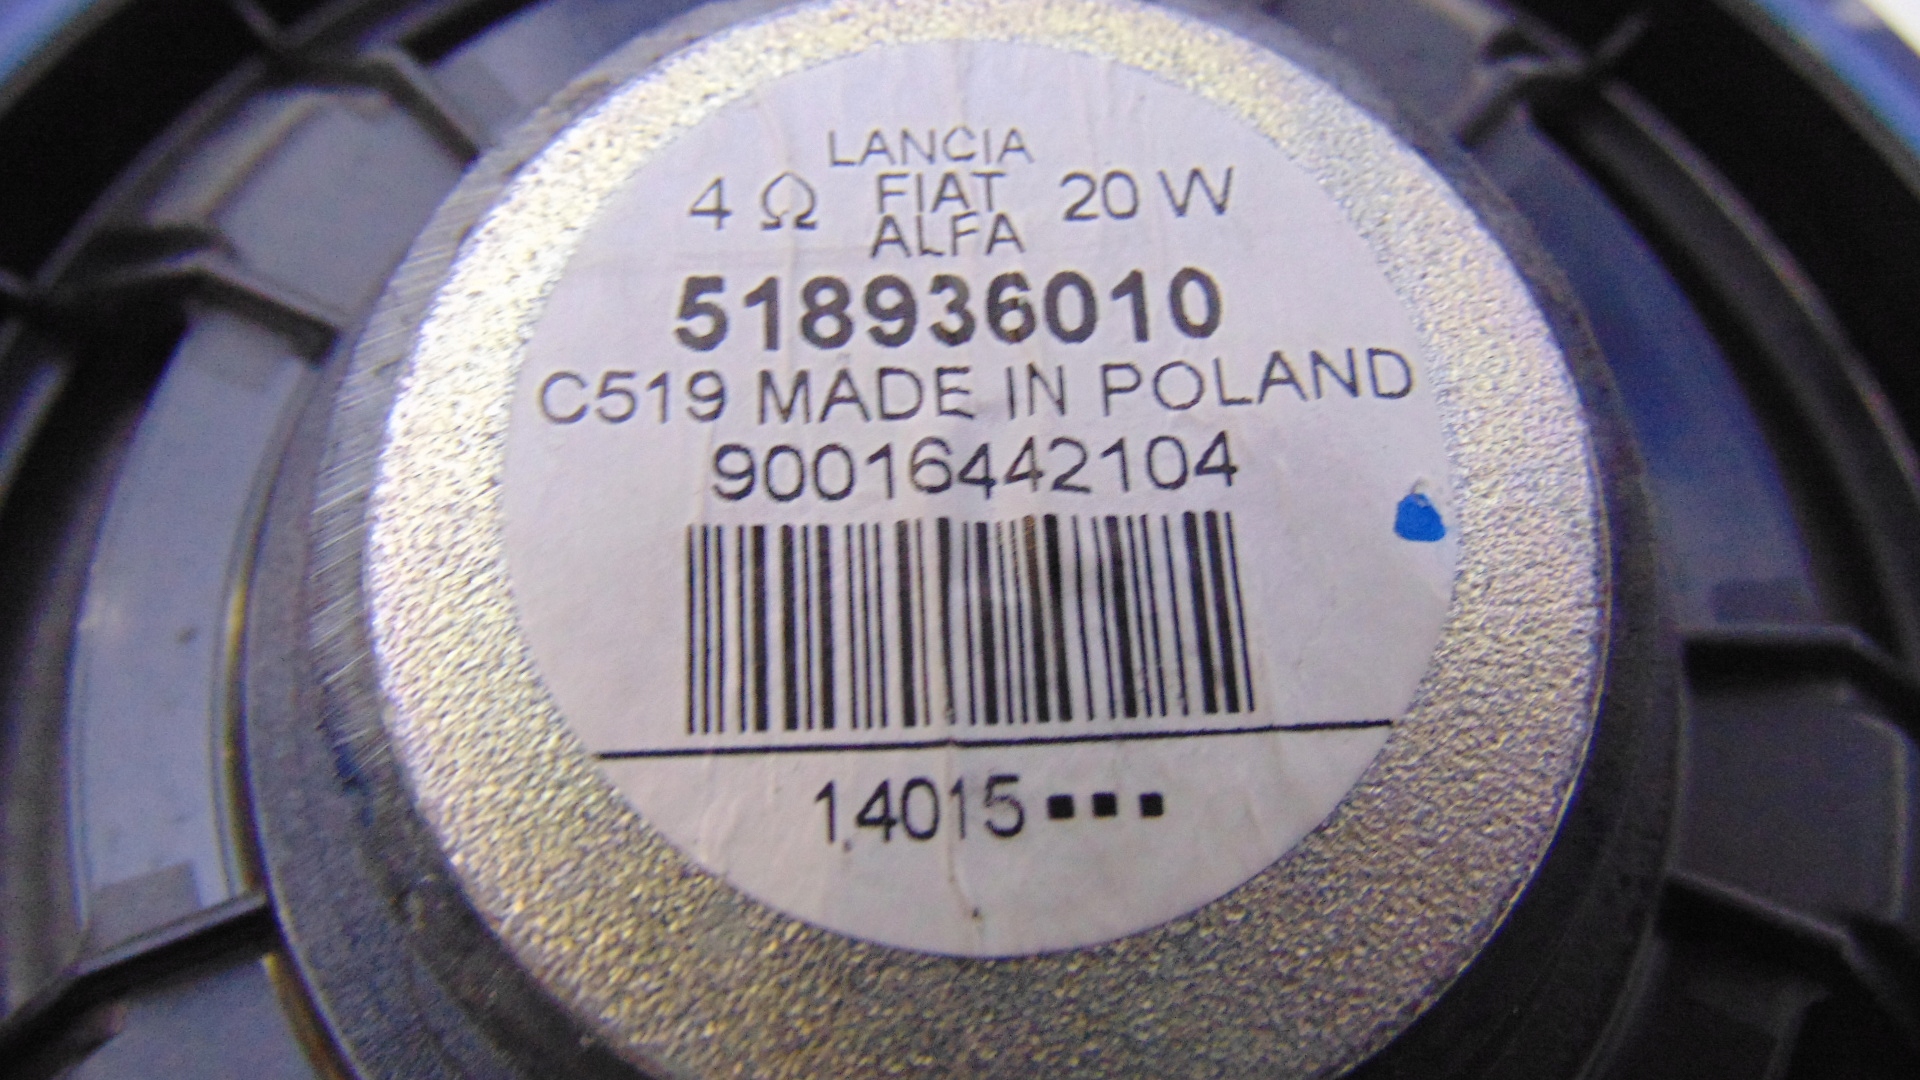 LANCIA
4 Ω FIAT 20 W
ALFA
518936010
C519 MADE IN POLAND
90016442104
14015▪▪▪